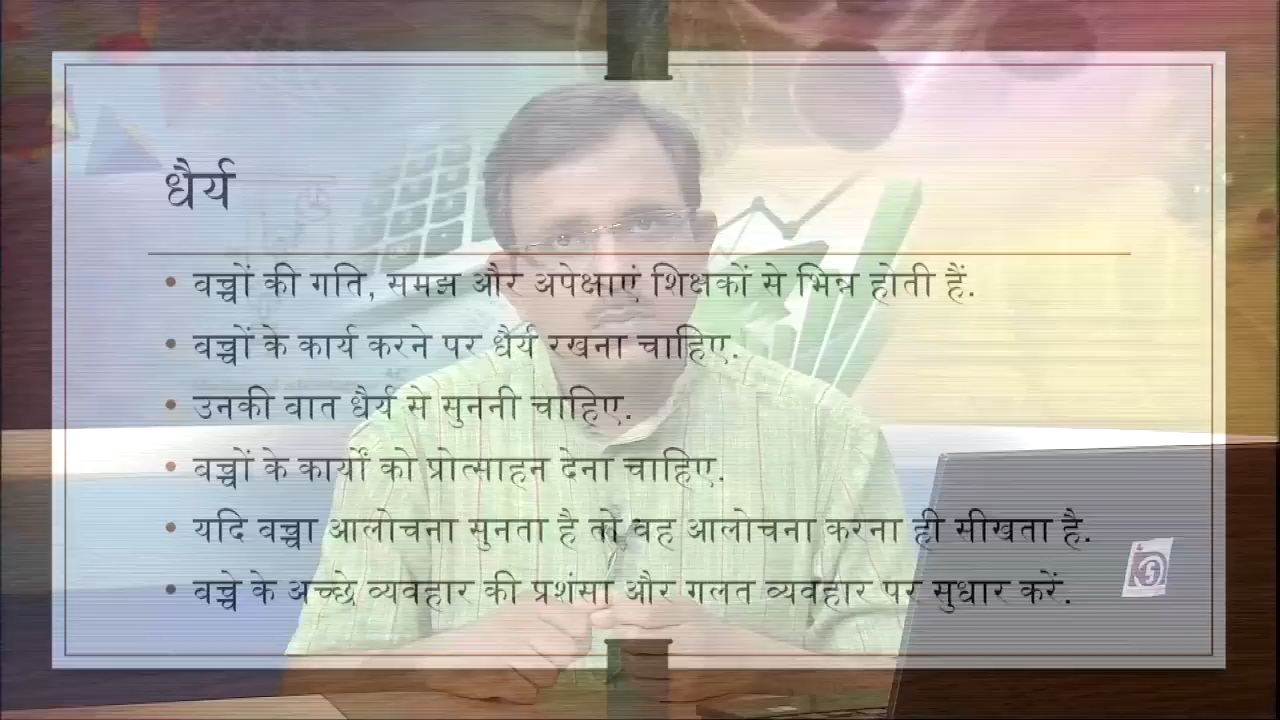 धैर्य
• बच्चों की गति, समझ और अपेक्षाएं शिक्षकों से भिन्न होती हैं.
• बच्चों के कार्य करने पर धैर्य रखना चाहिए.
• उनकी बात धैर्य से सुननी चाहिए.
• बच्चों के कार्यों को प्रोत्साहन देना चाहिए.
• यदि बच्चा आलोचना सुनता है तो वह आलोचना करना ही सीखता है.
• बच्चे के अच्छे व्यवहार की प्रशंसा और गलत व्यवहार पर सुधार करें.